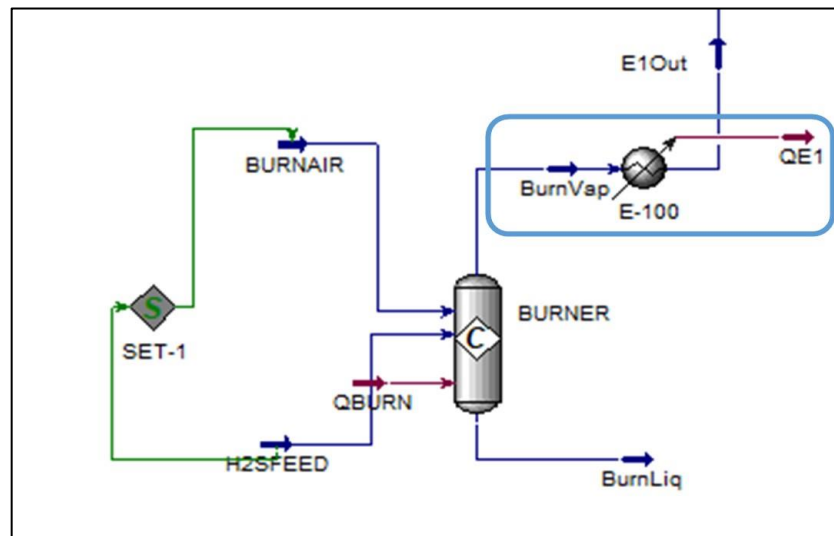 E1Out
QE1
BURNAIR
BurnVap
E-100
S
SET-1
BURNER
C
QBURN
H2SFEED
BurnLiq